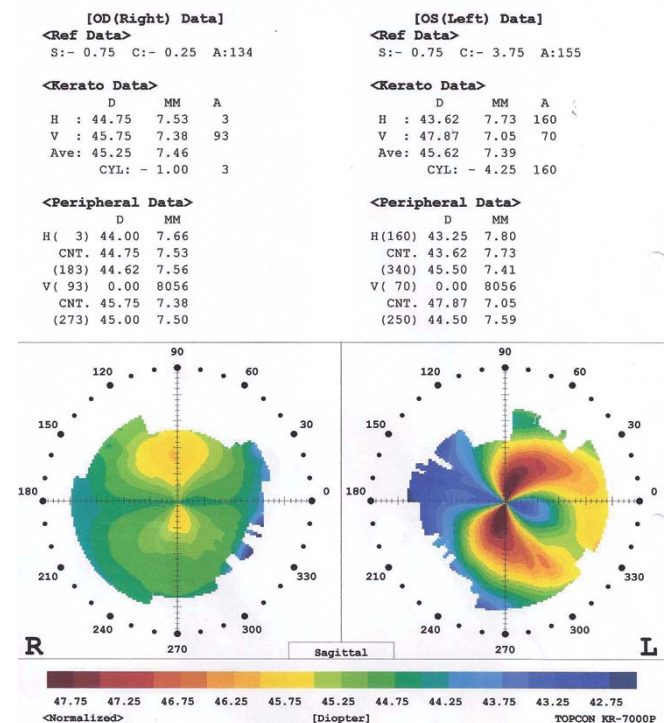 [OD(Right) Data]
<Ref Data>
S:- 0.75 C:- 0.25 A:134
<Kerato Data>
D MM A
H : 44.75 7.53 3
V : 45.75 7.38 93
Ave: 45.25 7.46
CYL: - 1.00 3
<Peripheral Data>
D MM
H( 3) 44.00 7.66
CNT. 44.75 7.53
(183) 44.62 7.56
V( 93) 0.00 8056
CNT. 45.75 7.38
(273) 45.00 7.50
[OS(Left) Data]
<Ref Data>
S:- 0.75 C:- 3.75 A:155
<Kerato Data>
D MM A
H : 43.62 7.73 160
V : 47.87 7.05 70
Ave: 45.62 7.39
CYL: - 4.25 160
<Peripheral Data>
D MM
H(160) 43.25 7.80
CNT. 43.62 7.73
(340) 45.50 7.41
V( 70) 0.00 8056
CNT. 47.87 7.05
(250) 44.50 7.59
90
120 60
150 30
180 0
210 330
240 300
270
R
90
120 60
150 30
180 0
210 330
240 300
270
L
Sagittal
47.75 47.25 46.75 46.25 45.75 45.25 44.75 44.25 43.75 43.25 42.75
<Normalized> [Diopter] TOPCON KR-7000P